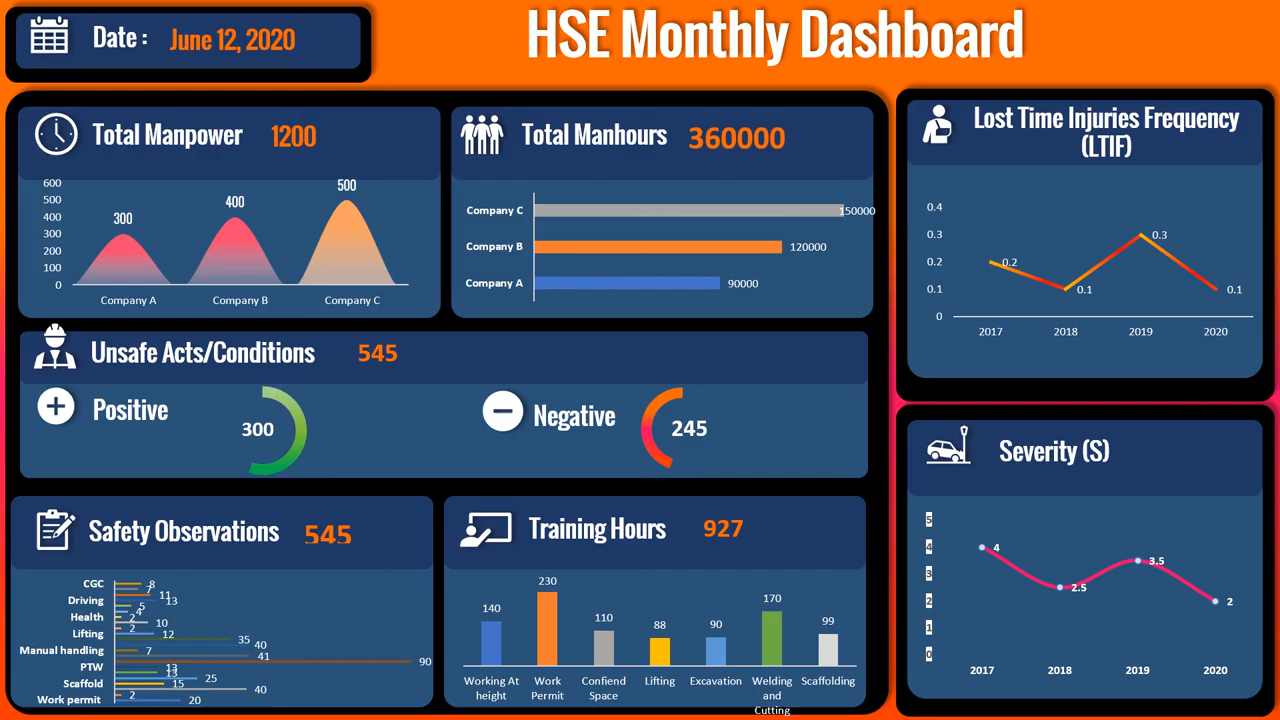 Date : June 12, 2020
HSE Monthly Dashboard
Total Manpower 1200
600
500
400
300
200
100
0
300
400
500
Company A Company B Company C
Total Manhours 360000
Company C 150000
Company B 120000
Company A 90000
Lost Time Injuries Frequency
(LTIF)
0.4
0.3
0.2
0.1
0
0.2
0.1
0.3
0.1
2017 2018 2019 2020
Unsafe Acts/Conditions 545
Positive 300
Negative 245
Severity (S)
5
4
3
2
1
0
4
2.5
3.5
2
2017 2018 2019 2020
Safety Observations 545
CGC 8
7
11
Driving 13
5
4
Health 2
10
2
Lifting 12
35
40
Manual handling 7
41
90
PTW 13
13
25
Scaffold 15
40
2
Work permit 20
Training Hours 927
140
230
110
88
90
170
99
Working At
height
Work
Permit
Confiend
Space
Lifting
Excavation
Welding
and
Cutting
Scaffolding